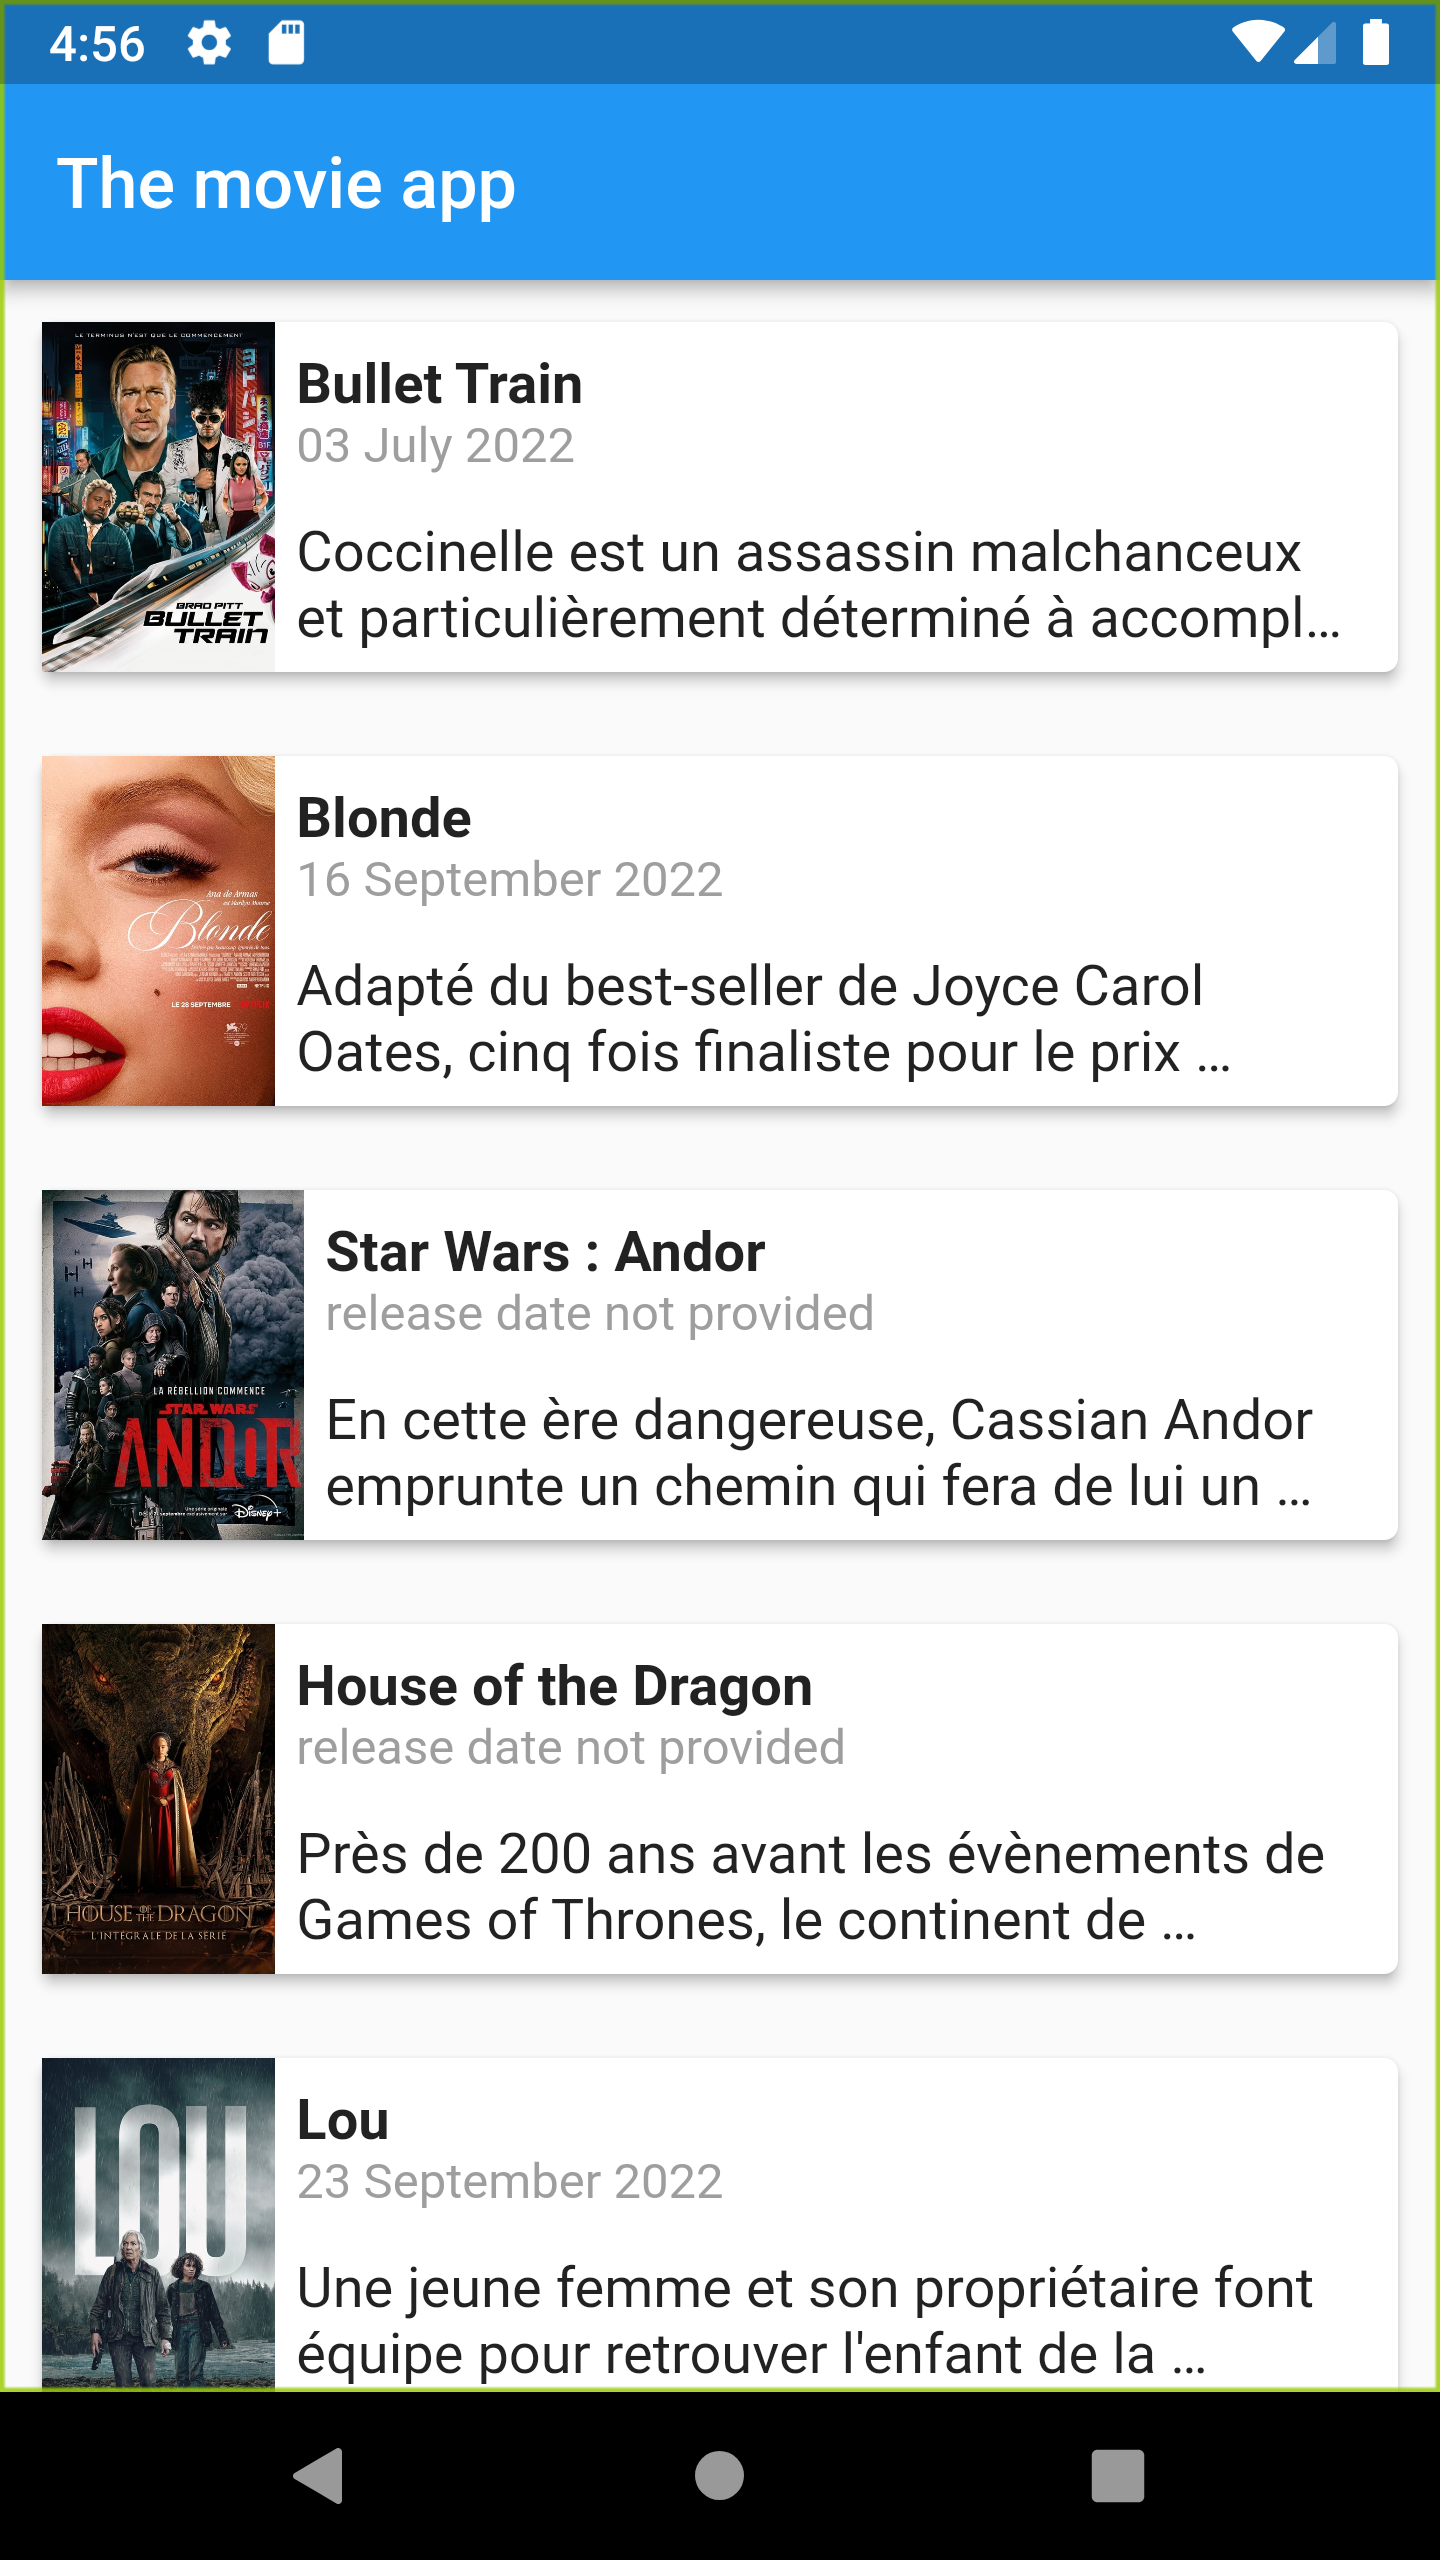 4:56
The movie app
LE TERMINUS N'EST QUE LE COMMENCEMENT
BRAD PITT
BULLET
TRAIN
Bullet Train
03 July 2022
Coccinelle est un assassin malchanceux
et particulièrement déterminé à accompl...
Ana de Armas
est Marilyn Monroe
Blonde
LE 28 SEPTEMBRE
Blonde
16 September 2022
Adapté du best-seller de Joyce Carol
Oates, cinq fois finaliste pour le prix ...
LA RÉBELLION COMMENCE
STAR WARS
ANDOR
Disney+
Star Wars : Andor
release date not provided
En cette ère dangereuse, Cassian Andor
emprunte un chemin qui fera de lui un ...
HOUSE OF THE DRAGON
L'INTÉGRALE DE LA SÉRIE
House of the Dragon
release date not provided
Près de 200 ans avant les évènements de
Games of Thrones, le continent de ...
LOU
Lou
23 September 2022
Une jeune femme et son propriétaire font
équipe pour retrouver l'enfant de la ...